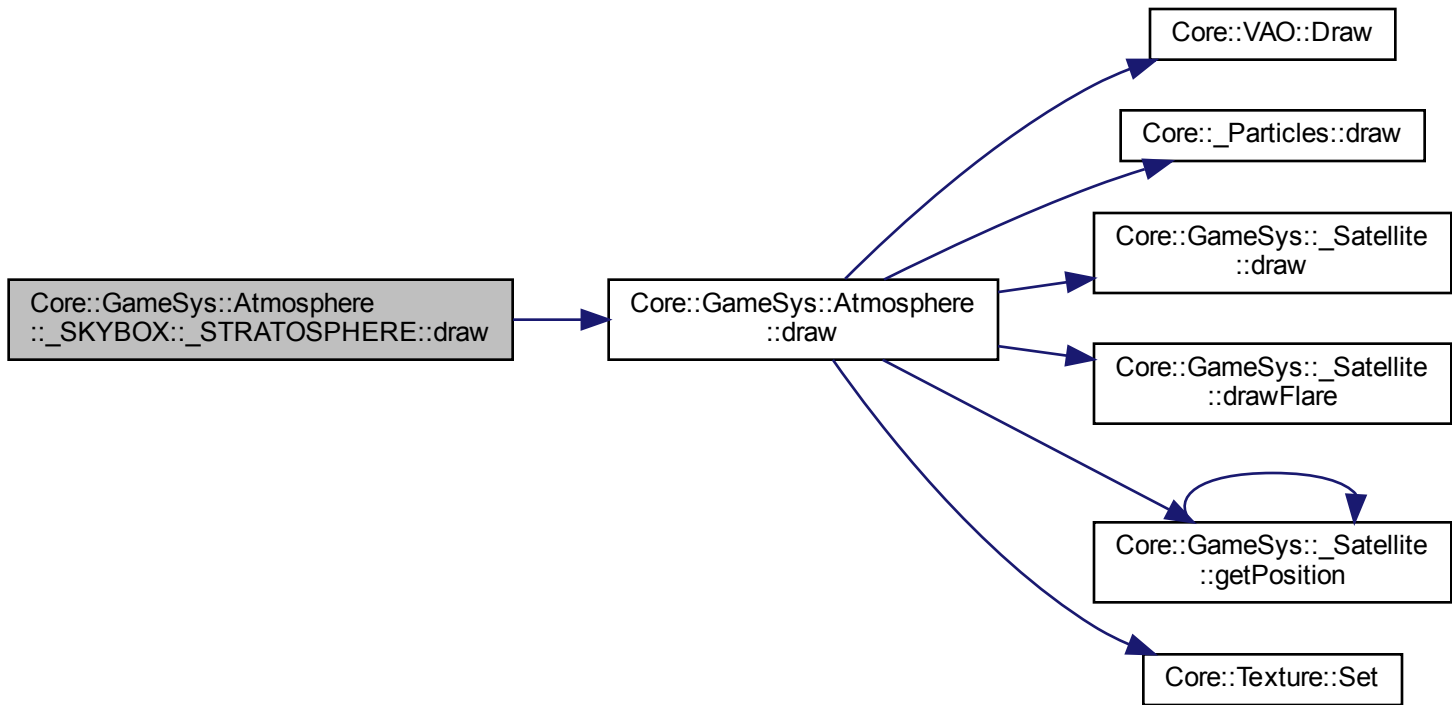 Core::GameSys::Atmosphere
::_SKYBOX::_STRATOSPHERE::draw
Core::GameSys::Atmosphere
::draw
Core::VAO::Draw
Core::_Particles::draw
Core::GameSys::_Satellite
::draw
Core::GameSys::_Satellite
::drawFlare
Core::GameSys::_Satellite
::getPosition
Core::Texture::Set